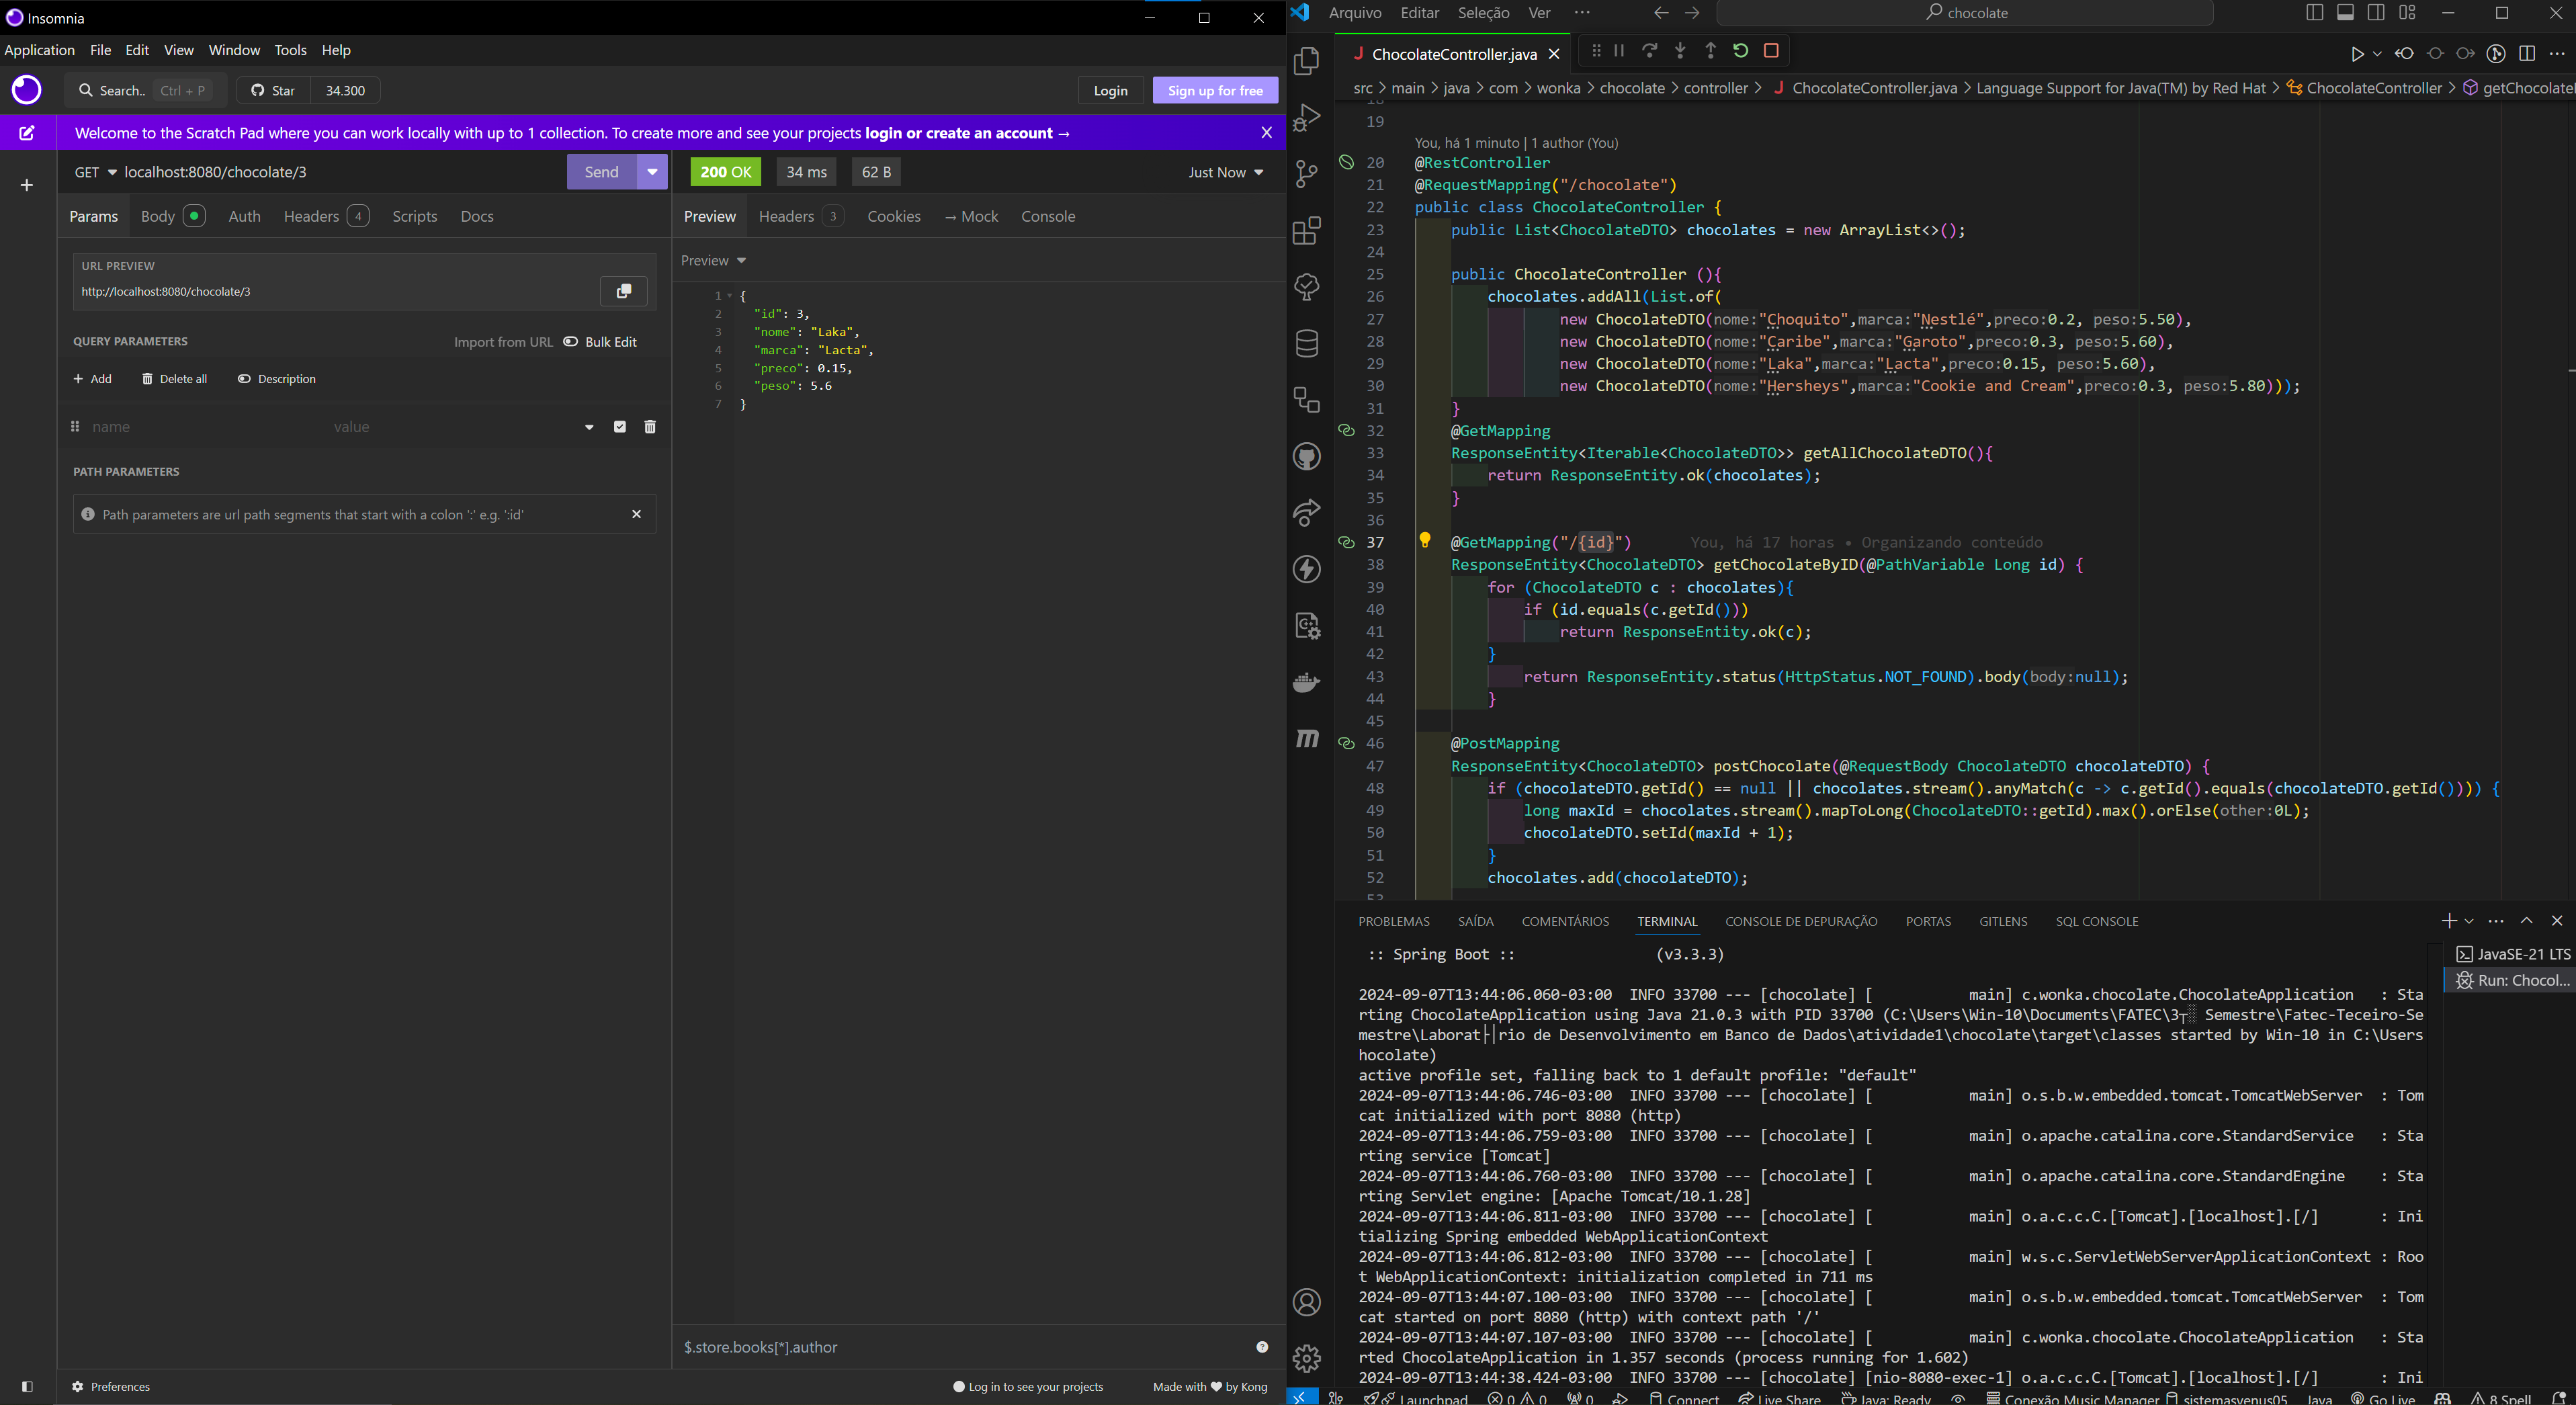 Insomnia
Application File Edit View Window Tools Help
Search.. Ctrl + P
Star 34.300
Login
Sign up for free
Welcome to the Scratch Pad where you can work locally with up to 1 collection. To create more and see your projects login or create an account →
GET localhost:8080/chocolate/3
Send
200 OK 34 ms 62 B Just Now
Params Body Auth Headers 4 Scripts Docs
Preview Headers 3 Cookies → Mock Console
URL PREVIEW
http://localhost:8080/chocolate/3
QUERY PARAMETERS
Import from URL Bulk Edit
+ Add Delete all Description
name value
PATH PARAMETERS
Path parameters are url path segments that start with a colon ':' e.g. ':id'
Preview
1 {
2 "id": 3,
3 "nome": "Laka",
4 "marca": "Lacta",
5 "preco": 0.15,
6 "peso": 5.6
7 }
$.store.books[*].author
Preferences
Log in to see your projects
Made with ♥ by Kong
Arquivo Editar Seleção Ver ···
chocolate
ChocolateController.java
src > main > java > com > wonka > chocolate > controller > ChocolateController.java > Language Support for Java(TM) by Red Hat > ChocolateController > getChocolate
18
19
You, há 1 minuto | 1 author (You)
20 @RestController
21 @RequestMapping("/chocolate")
22 public class ChocolateController {
23 public List<ChocolateDTO> chocolates = new ArrayList<>();
24
25 public ChocolateController (){
26 chocolates.addAll(List.of(
27 new ChocolateDTO(nome:"Choquito",marca:"Nestlé",preco:0.2, peso:5.50),
28 new ChocolateDTO(nome:"Caribe",marca:"Garoto",preco:0.3, peso:5.60),
29 new ChocolateDTO(nome:"Laka",marca:"Lacta",preco:0.15, peso:5.60),
30 new ChocolateDTO(nome:"Hersheys",marca:"Cookie and Cream",preco:0.3, peso:5.80)));
31 }
32 @GetMapping
33 ResponseEntity<Iterable<ChocolateDTO>> getAllChocolateDTO(){
34 return ResponseEntity.ok(chocolates);
35 }
36
37 @GetMapping("/{id}") You, há 17 horas • Organizando conteúdo
38 ResponseEntity<ChocolateDTO> getChocolateByID(@PathVariable Long id) {
39 for (ChocolateDTO c : chocolates){
40 if (id.equals(c.getId()))
41 return ResponseEntity.ok(c);
42 }
43 return ResponseEntity.status(HttpStatus.NOT_FOUND).body(body:null);
44 }
45
46 @PostMapping
47 ResponseEntity<ChocolateDTO> postChocolate(@RequestBody ChocolateDTO chocolateDTO) {
48 if (chocolateDTO.getId() == null || chocolates.stream().anyMatch(c -> c.getId().equals(chocolateDTO.getId()))) {
49 long maxId = chocolates.stream().mapToLong(ChocolateDTO::getId).max().orElse(other:0L);
50 chocolateDTO.setId(maxId + 1);
51 }
52 chocolates.add(chocolateDTO);
53
PROBLEMAS SAÍDA COMENTÁRIOS TERMINAL CONSOLE DE DEPURAÇÃO PORTAS GITLENS SQL CONSOLE
JavaSE-21 LTS
Run: Chocol...
:: Spring Boot :: (v3.3.3)
2024-09-07T13:44:06.060-03:00 INFO 33700 --- [chocolate] [ main] c.wonka.chocolate.ChocolateApplication : Sta
rting ChocolateApplication using Java 21.0.3 with PID 33700 (C:\Users\Win-10\Documents\FATEC\3┬░ Semestre\Fatec-Teceiro-Se
mestre\Laborat├│rio de Desenvolvimento em Banco de Dados\atividade1\chocolate\target\classes started by Win-10 in C:\Users
hocolate)
active profile set, falling back to 1 default profile: "default"
2024-09-07T13:44:06.746-03:00 INFO 33700 --- [chocolate] [ main] o.s.b.w.embedded.tomcat.TomcatWebServer : Tom
cat initialized with port 8080 (http)
2024-09-07T13:44:06.759-03:00 INFO 33700 --- [chocolate] [ main] o.apache.catalina.core.StandardService : Sta
rting service [Tomcat]
2024-09-07T13:44:06.760-03:00 INFO 33700 --- [chocolate] [ main] o.apache.catalina.core.StandardEngine : Sta
rting Servlet engine: [Apache Tomcat/10.1.28]
2024-09-07T13:44:06.811-03:00 INFO 33700 --- [chocolate] [ main] o.a.c.c.C.[Tomcat].[localhost].[/] : Ini
tializing Spring embedded WebApplicationContext
2024-09-07T13:44:06.812-03:00 INFO 33700 --- [chocolate] [ main] w.s.c.ServletWebServerApplicationContext : Roo
t WebApplicationContext: initialization completed in 711 ms
2024-09-07T13:44:07.100-03:00 INFO 33700 --- [chocolate] [ main] o.s.b.w.embedded.tomcat.TomcatWebServer : Tom
cat started on port 8080 (http) with context path '/'
2024-09-07T13:44:07.107-03:00 INFO 33700 --- [chocolate] [ main] c.wonka.chocolate.ChocolateApplication : Sta
rted ChocolateApplication in 1.357 seconds (process running for 1.602)
2024-09-07T13:44:38.424-03:00 INFO 33700 --- [chocolate] [nio-8080-exec-1] o.a.c.c.C.[Tomcat].[localhost].[/] : Ini
Launchpad 0 0 0 Connect Live Share Java: Ready Conexão Music Manager sistemasvenus05 Java Go Live 8 Spell